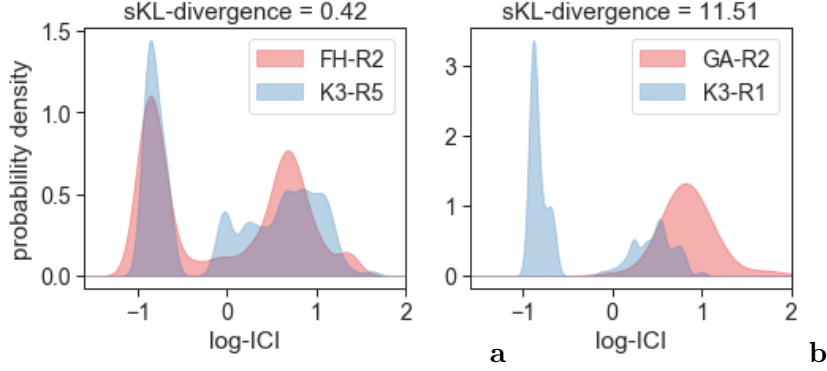 sKL-divergence = 0.42
1.5
1.0
0.5
0.0
probablility density
FH-R2
K3-R5
−1 0 1 2
log-ICI
a
sKL-divergence = 11.51
3
2
1
0
GA-R2
K3-R1
−1 0 1 2
log-ICI
b